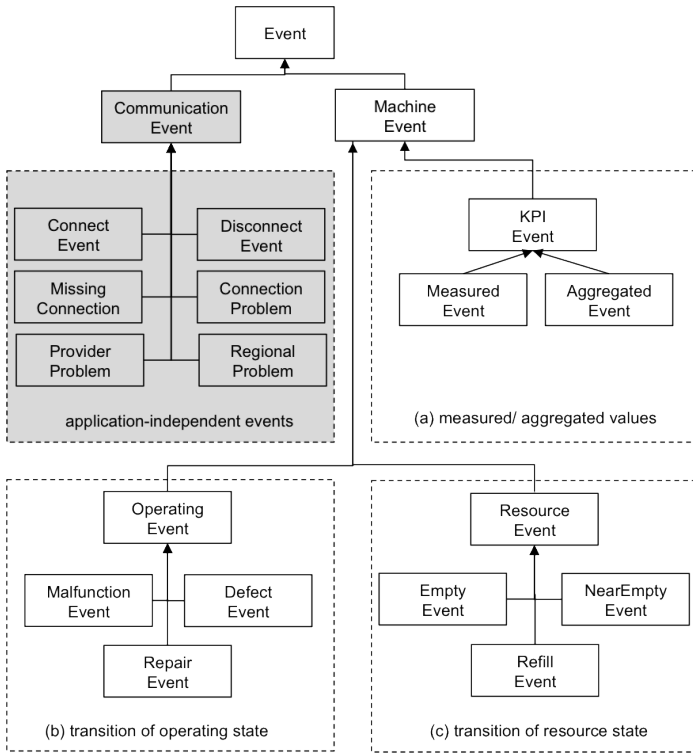 Event
Communication
Event
Machine
Event
Connect
Event
Disconnect
Event
Missing
Connection
Connection
Problem
Provider
Problem
Regional
Problem
application-independent events
KPI
Event
Measured
Event
Aggregated
Event
(a) measured/ aggregated values
Operating
Event
Malfunction
Event
Defect
Event
Repair
Event
(b) transition of operating state
Resource
Event
Empty
Event
NearEmpty
Event
Refill
Event
(c) transition of resource state